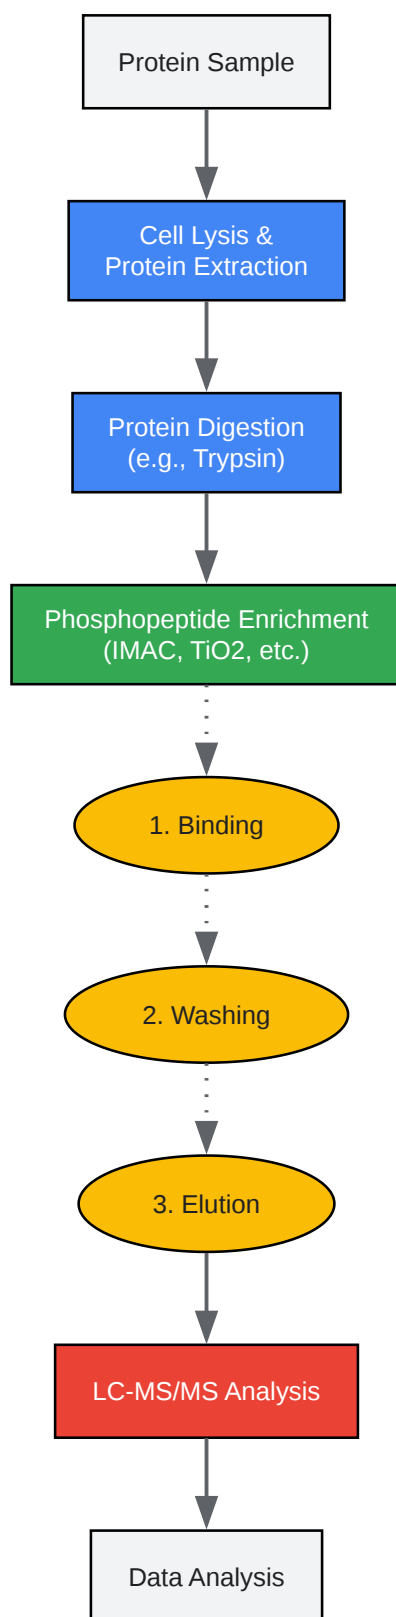 Protein Sample
Cell Lysis &
Protein Extraction
Protein Digestion
(e.g., Trypsin)
Phosphopeptide Enrichment
(IMAC, TiO2, etc.)
1. Binding
2. Washing
3. Elution
LC-MS/MS Analysis
Data Analysis